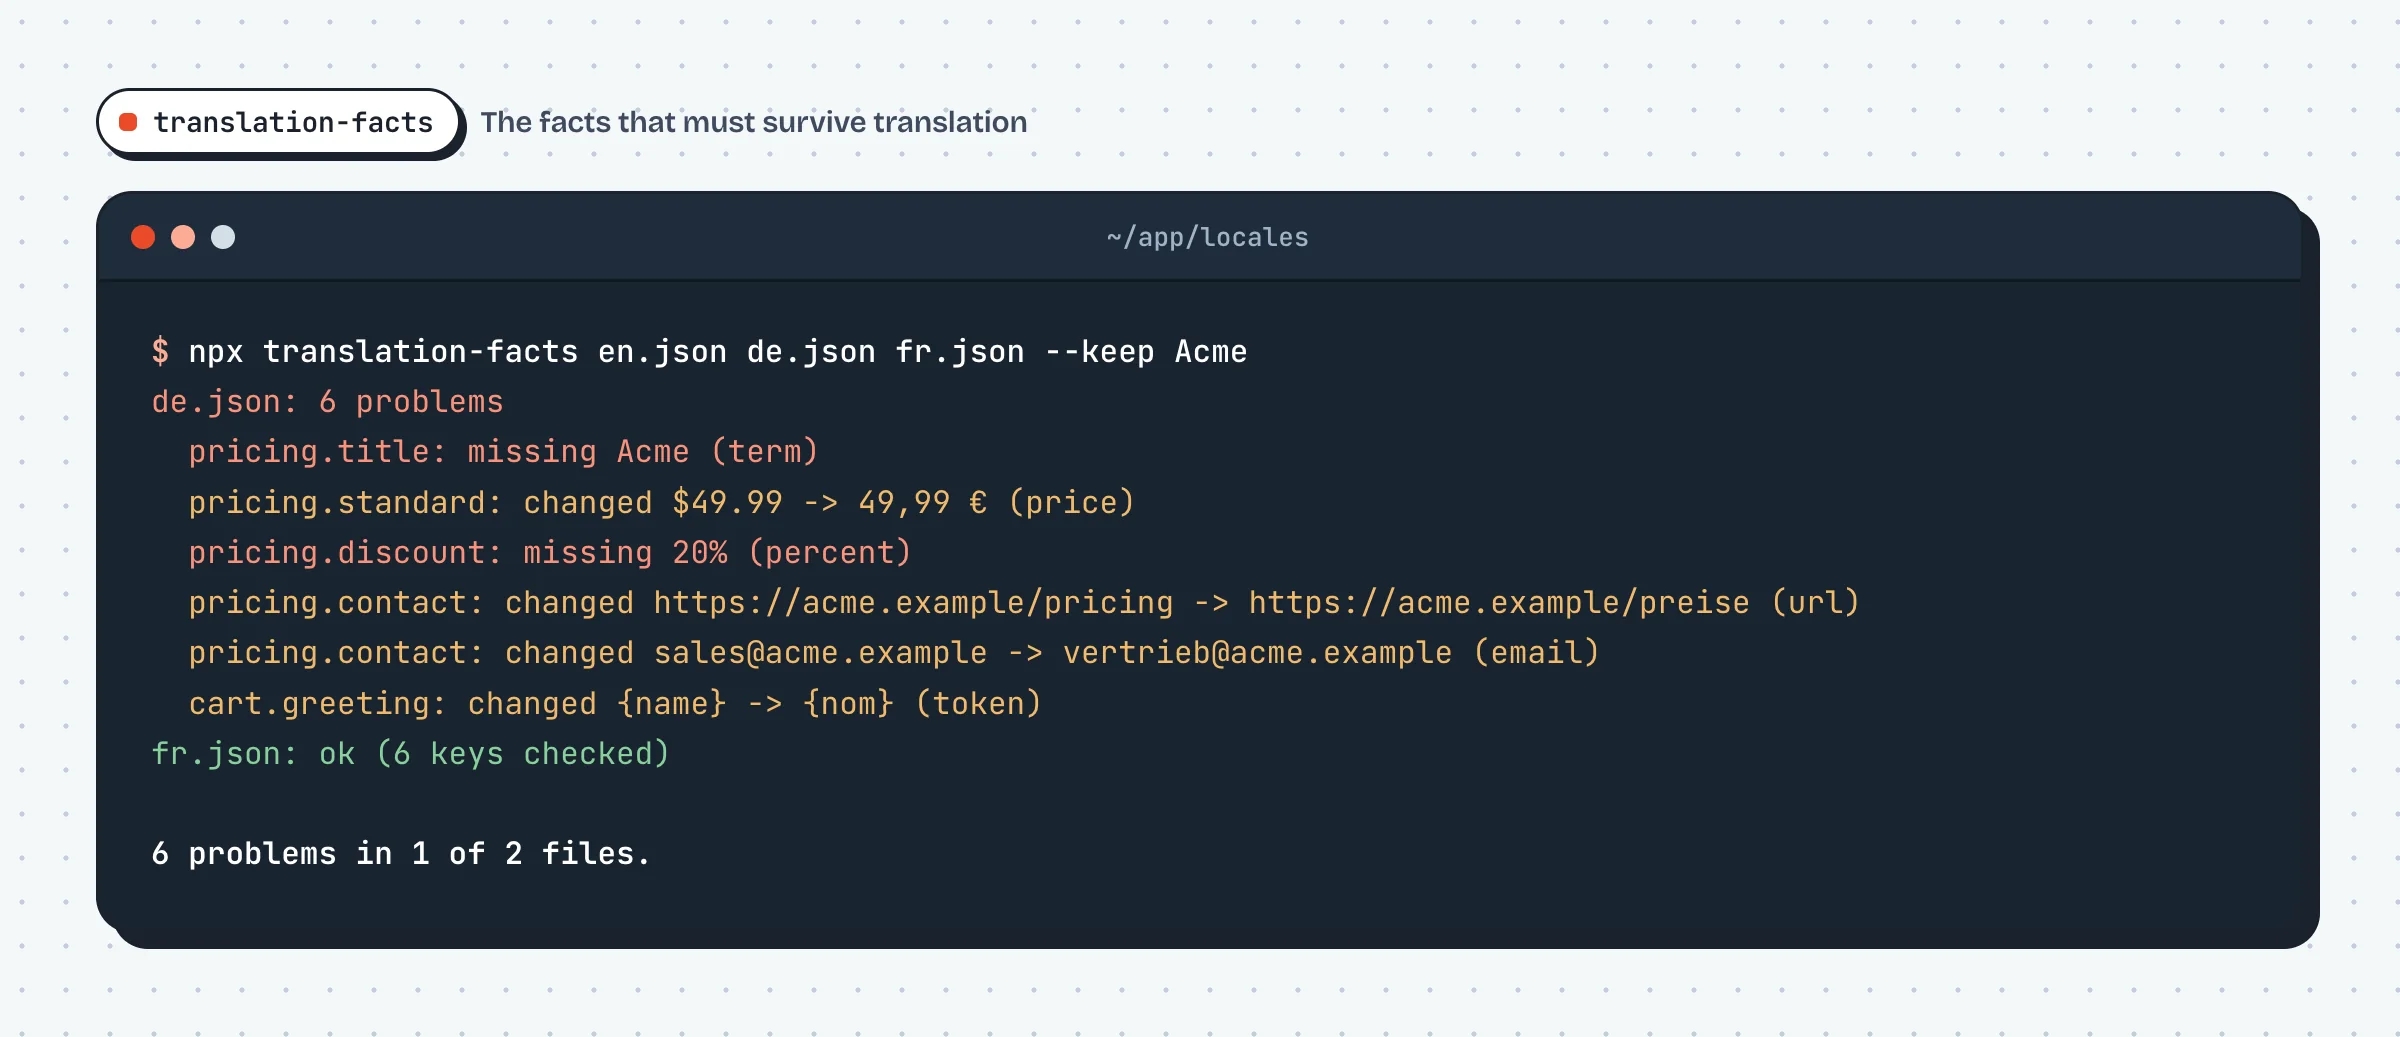 translation-facts The facts that must survive translation
~/app/locales
$ npx translation-facts en.json de.json fr.json --keep Acme
de.json: 6 problems
pricing.title: missing Acme (term)
pricing.standard: changed $49.99 -> 49,99 € (price)
pricing.discount: missing 20% (percent)
pricing.contact: changed https://acme.example/pricing -> https://acme.example/preise (url)
pricing.contact: changed sales@acme.example -> vertrieb@acme.example (email)
cart.greeting: changed {name} -> {nom} (token)
fr.json: ok (6 keys checked)
6 problems in 1 of 2 files.